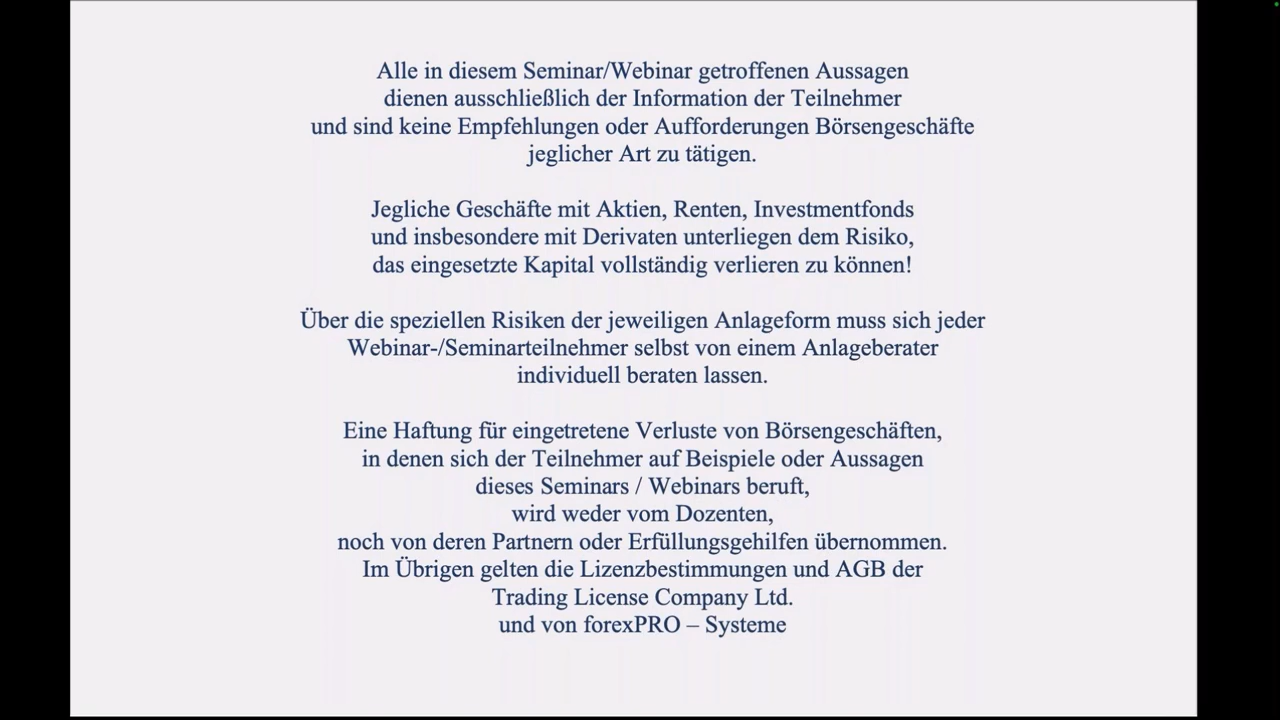 Alle in diesem Seminar/Webinar getroffenen Aussagen
dienen ausschließlich der Information der Teilnehmer
und sind keine Empfehlungen oder Aufforderungen Börsengeschäfte
jeglicher Art zu tätigen.
Jegliche Geschäfte mit Aktien, Renten, Investmentfonds
und insbesondere mit Derivaten unterliegen dem Risiko,
das eingesetzte Kapital vollständig verlieren zu können!
Über die speziellen Risiken der jeweiligen Anlageform muss sich jeder
Webinar-/Seminarteilnehmer selbst von einem Anlageberater
individuell beraten lassen.
Eine Haftung für eingetretene Verluste von Börsengeschäften,
in denen sich der Teilnehmer auf Beispiele oder Aussagen
dieses Seminars / Webinars beruft,
wird weder vom Dozenten,
noch von deren Partnern oder Erfüllungsgehilfen übernommen.
Im Übrigen gelten die Lizenzbestimmungen und AGB der
Trading License Company Ltd.
und von forexPRO – Systeme